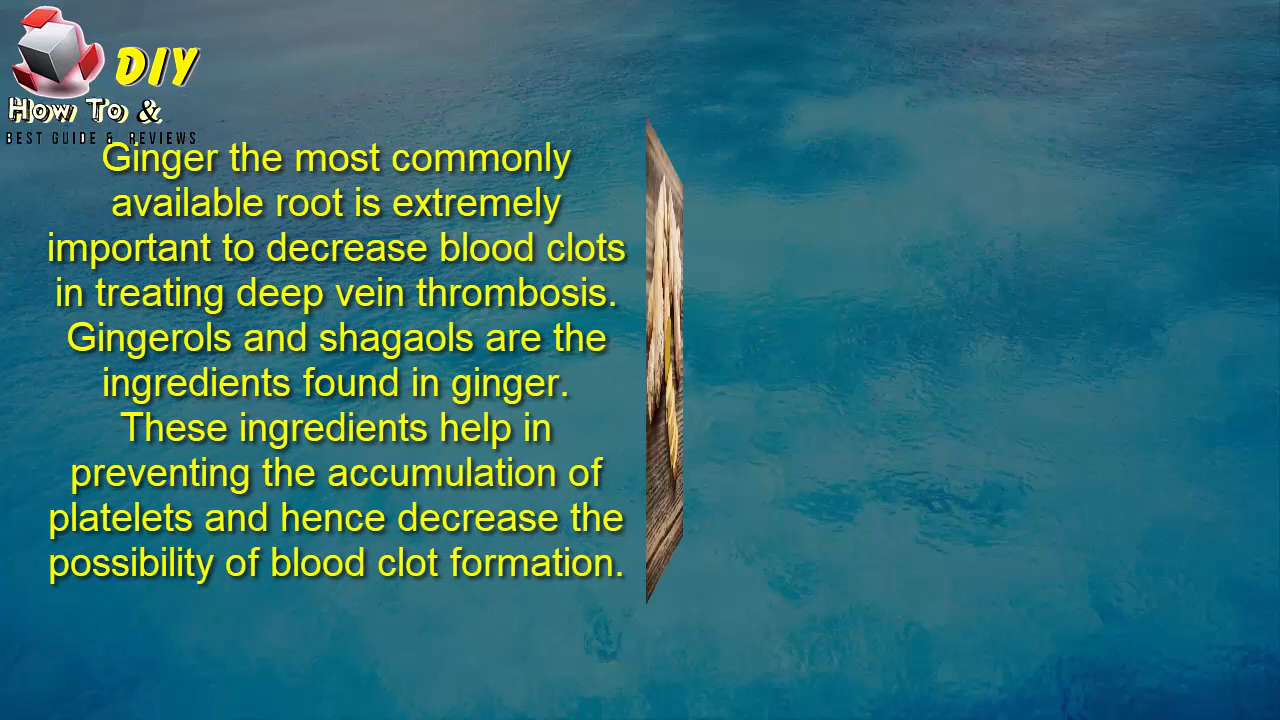 DIY
How To &
BEST GUIDE & REVIEWS
Ginger the most commonly
available root is extremely
important to decrease blood clots
in treating deep vein thrombosis.
Gingerols and shagaols are the
ingredients found in ginger.
These ingredients help in
preventing the accumulation of
platelets and hence decrease the
possibility of blood clot formation.